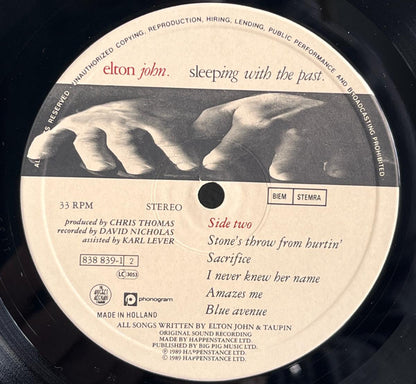 ALL RIGHTS RESERVED. UNAUTHORIZED COPYING, REPRODUCTION, HIRING, LENDING, PUBLIC PERFORMANCE AND BROADCASTING PROHIBITED.
elton john. sleeping with the past.
33 RPM STEREO
BIEM STEMRA
produced by CHRIS THOMAS
recorded by DAVID NICHOLAS
assisted by KARL LEVER
838 839-1 2
LC 3053
phonogram
MADE IN HOLLAND
Side two
Stone's throw from hurtin'
Sacrifice
I never knew her name
Amazes me
Blue avenue
ALL SONGS WRITTEN BY ELTON JOHN & TAUPIN
ORIGINAL SOUND RECORDING
MADE BY HAPPENSTANCE LTD.
PUBLISHED BY BIG PIG MUSIC LTD.
℗ 1989 HAPPENSTANCE LTD.
© 1989 HAPPENSTANCE LTD.